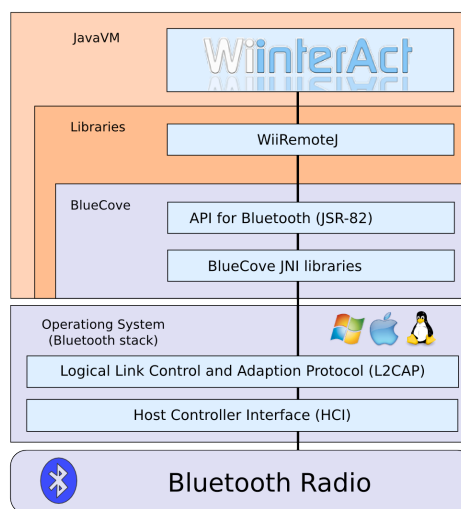 JavaVM
WiinterAct
Libraries
WiiRemoteJ
BlueCove
API for Bluetooth (JSR-82)
BlueCove JNI libraries
Operationg System
(Bluetooth stack)
Logical Link Control and Adaption Protocol (L2CAP)
Host Controller Interface (HCI)
Bluetooth Radio